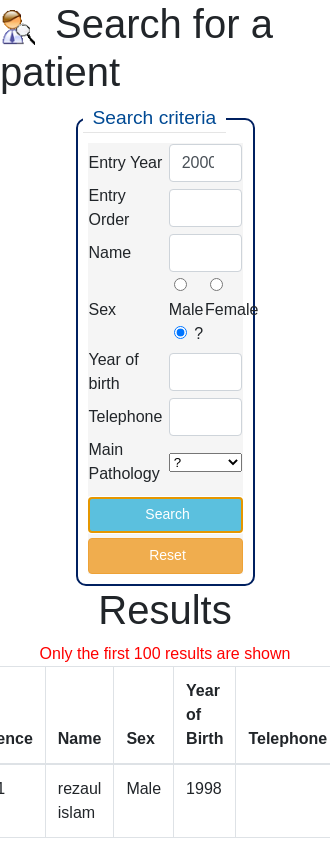 Search for a
patient
Search criteria
Entry Year 2000
Entry
Order
Name
Sex Male Female
?
Year of
birth
Telephone
Main
Pathology ?
Search
Reset
Results
Only the first 100 results are shown
Year
of
ence Name Sex Birth Telephone
1 rezaul Male 1998
islam